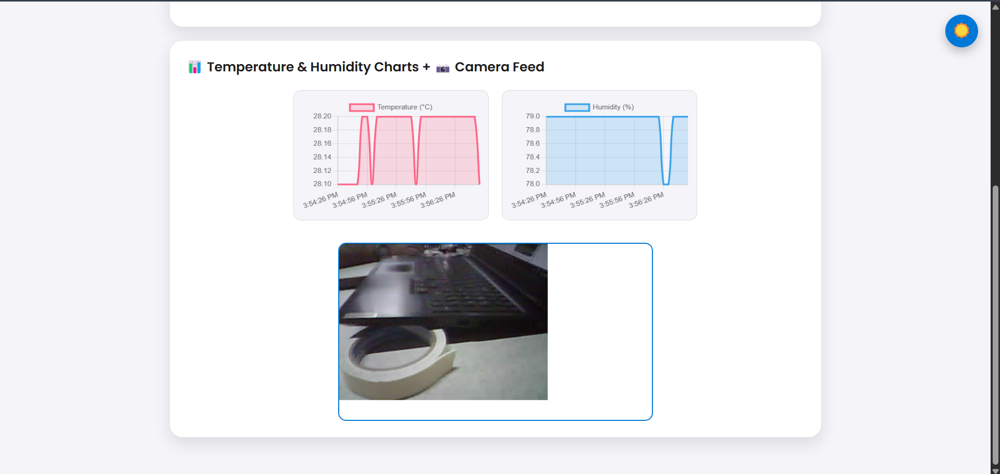 Temperature & Humidity Charts + Camera Feed
Temperature (°C)
28.20
28.18
28.16
28.14
28.12
28.10
3:54:26 PM
3:54:56 PM
3:55:26 PM
3:55:56 PM
3:56:26 PM
Humidity (%)
79.0
78.8
78.6
78.4
78.2
78.0
3:54:26 PM
3:54:56 PM
3:55:26 PM
3:55:56 PM
3:56:26 PM